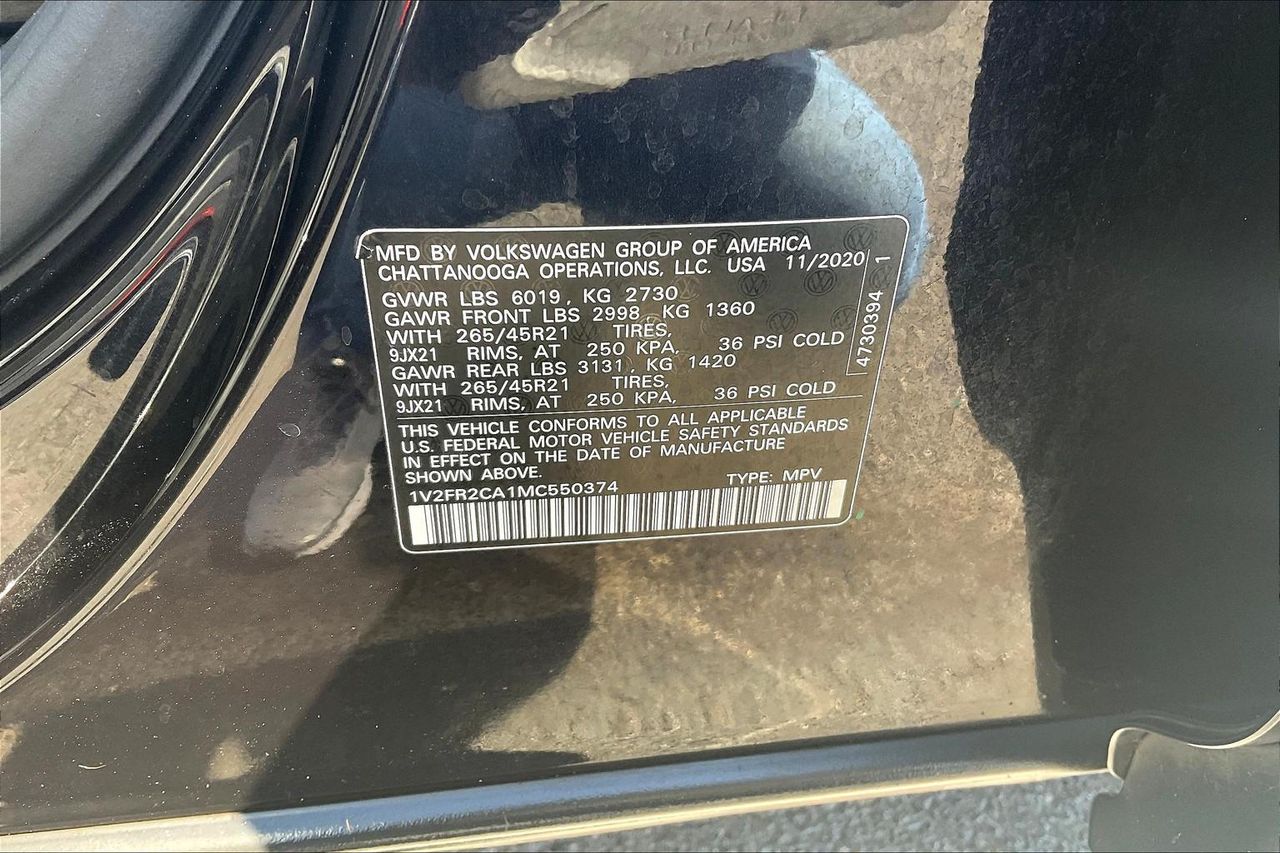 MFD BY VOLKSWAGEN GROUP OF AMERICA
CHATTANOOGA OPERATIONS, LLC. USA 11/2020
GVWR LBS 6019, KG 2730
GAWR FRONT LBS 2998, KG 1360
WITH 265/45R21 TIRES,
9JX21 RIMS, AT 250 KPA, 36 PSI COLD
GAWR REAR LBS 3131, KG 1420
WITH 265/45R21 TIRES,
9JX21 RIMS, AT 250 KPA, 36 PSI COLD
4730394 1
THIS VEHICLE CONFORMS TO ALL APPLICABLE
U.S. FEDERAL MOTOR VEHICLE SAFETY STANDARDS
IN EFFECT ON THE DATE OF MANUFACTURE
SHOWN ABOVE.
TYPE: MPV
1V2FR2CA1MC550374